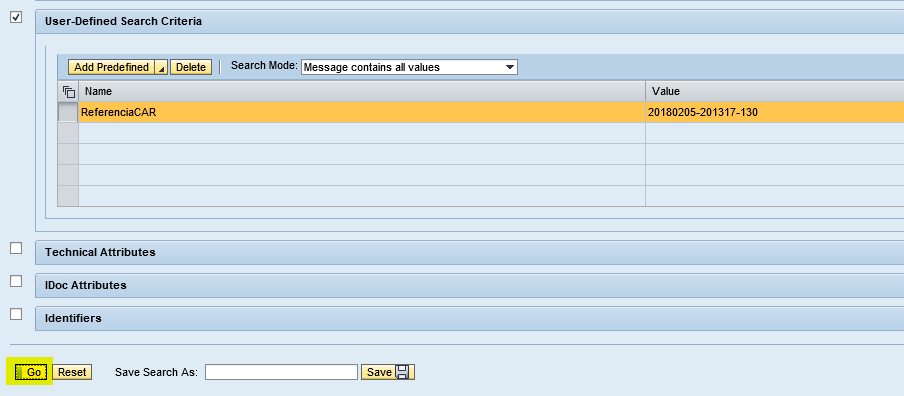 User-Defined Search Criteria
Add Predefined Delete Search Mode: Message contains all values
Name Value
ReferenciaCAR 20180205-201317-130
Technical Attributes
IDoc Attributes
Identifiers
Go Reset Save Search As: Save